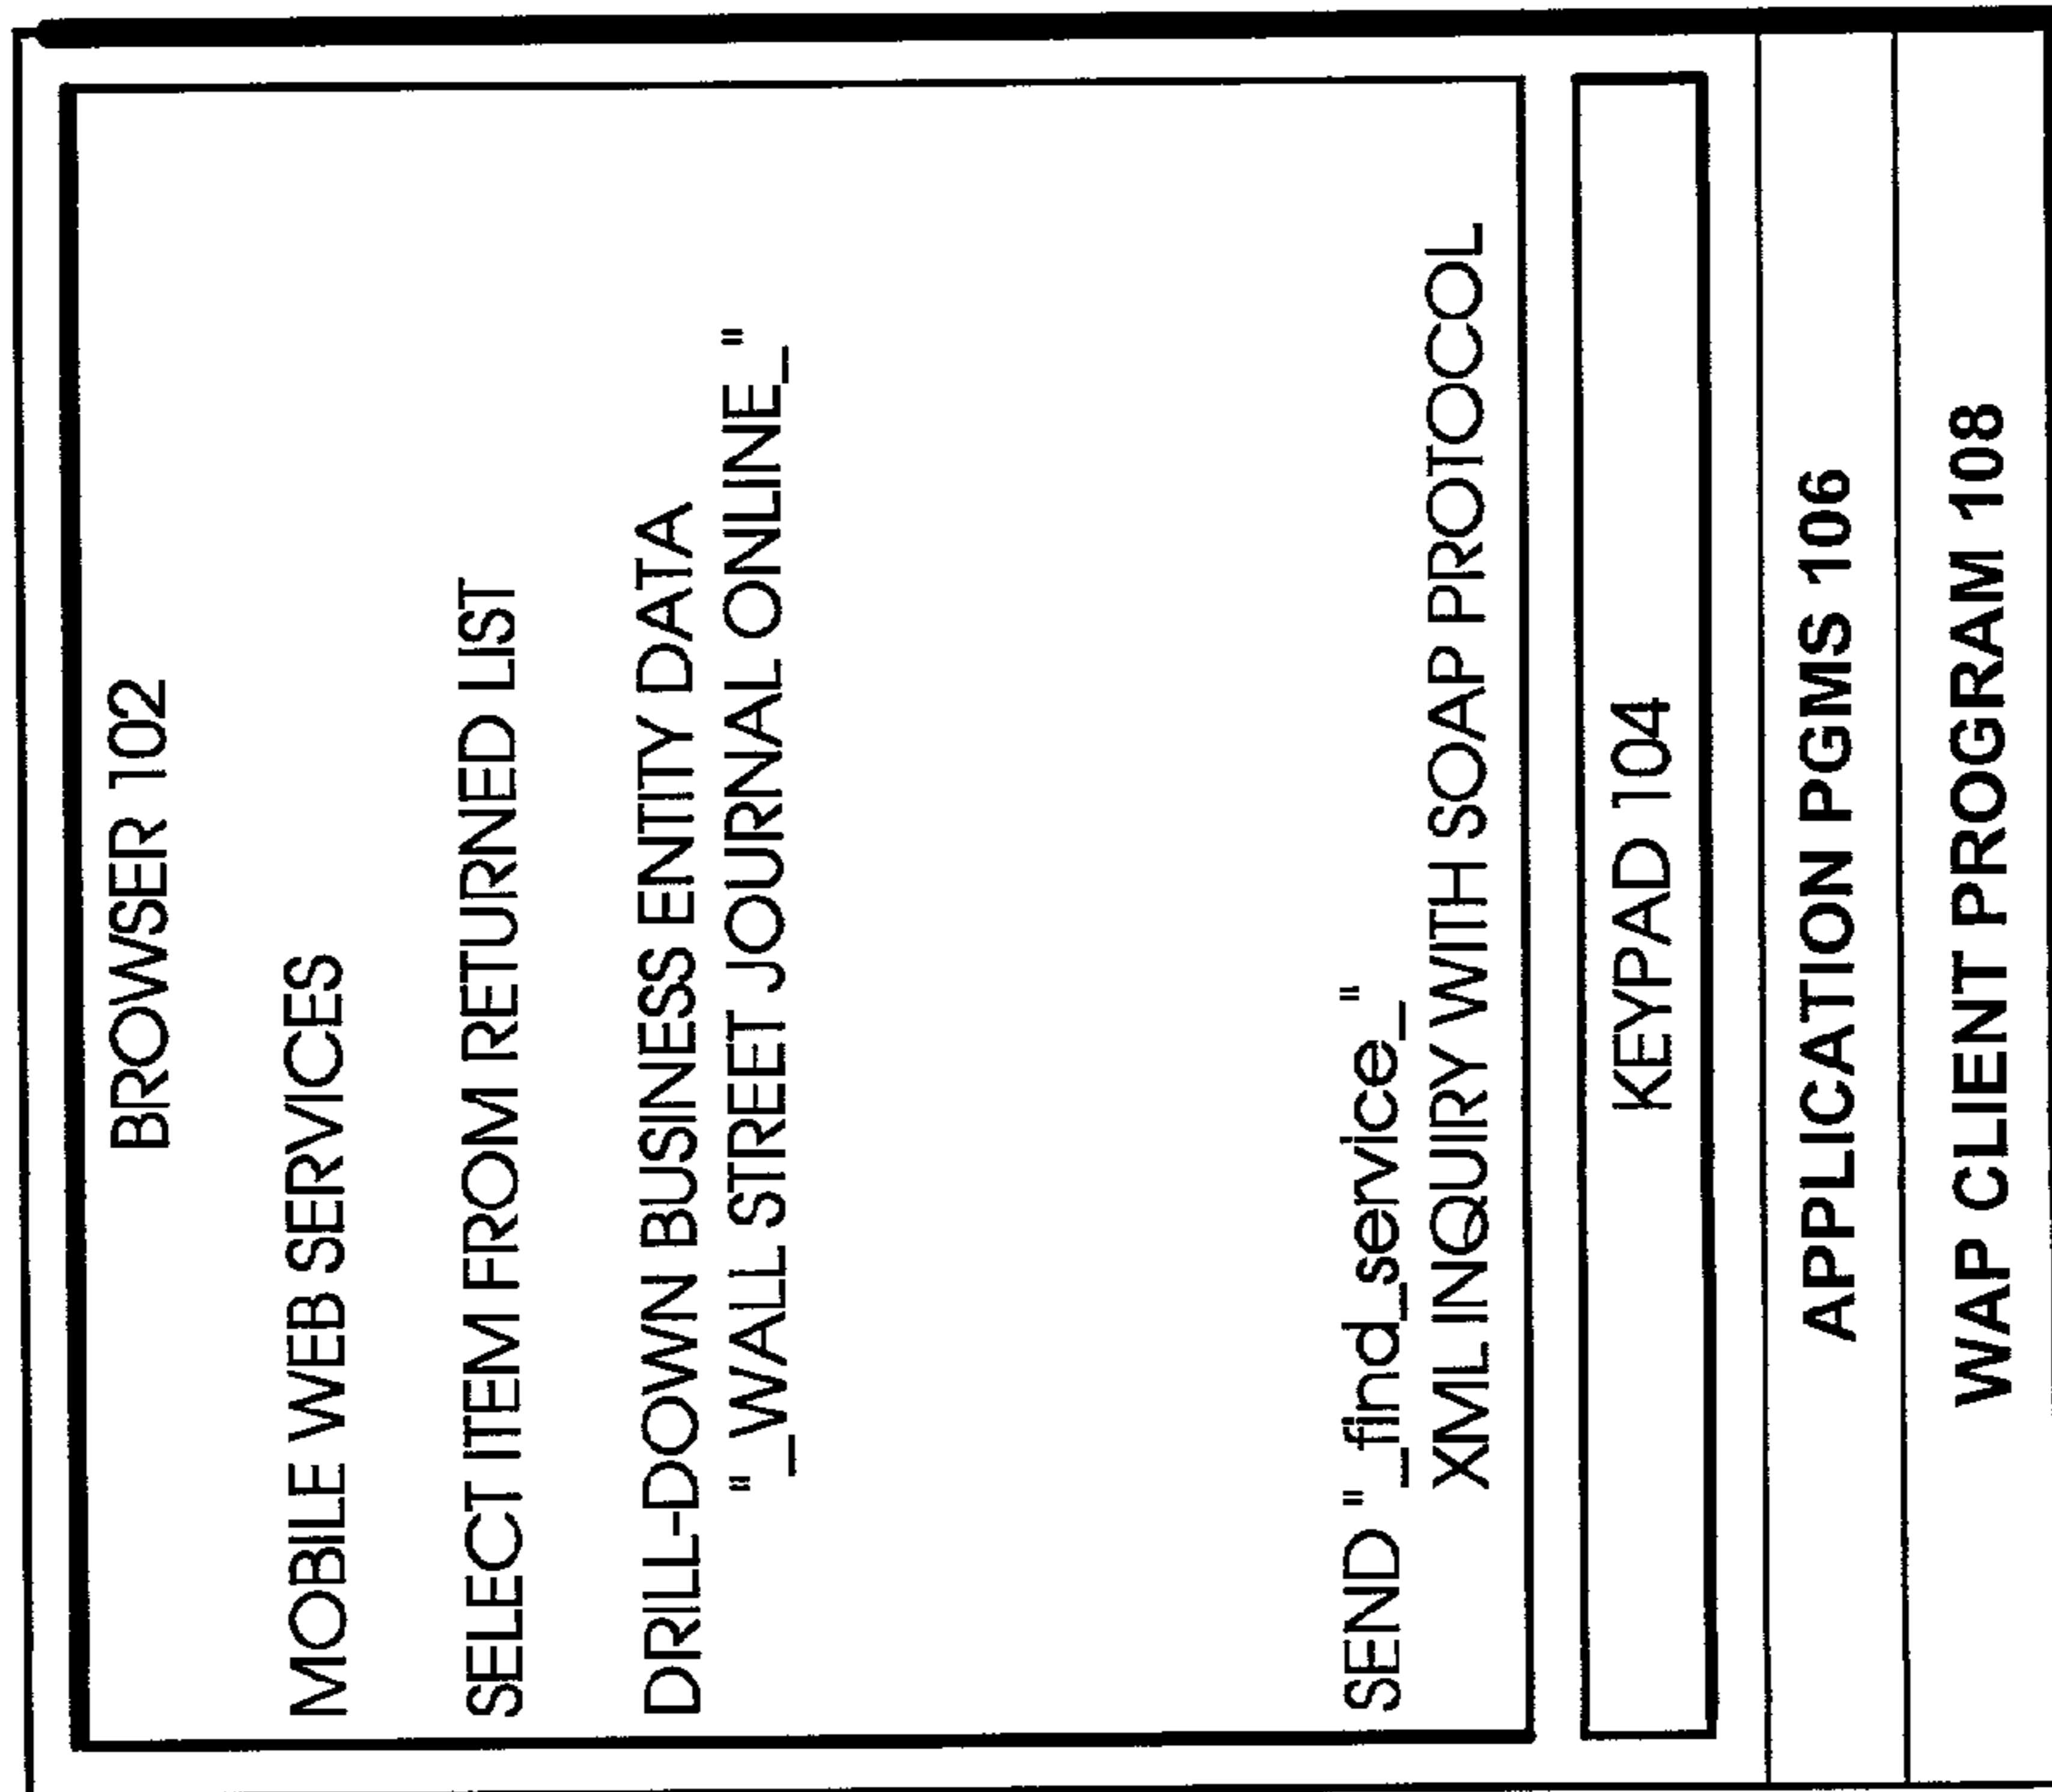 BROWSER 102
MOBILE WEB SERVICES
SELECT ITEM FROM RETURNED LIST
DRILL-DOWN BUSINESS ENTITY DATA
"_WALL STREET JOURNAL ONLINE_"
SEND "_find_service_"
XML INQUIRY WITH SOAP PROTOCOL
KEYPAD 104
APPLICATION PGMS 106
WAP CLIENT PROGRAM 108